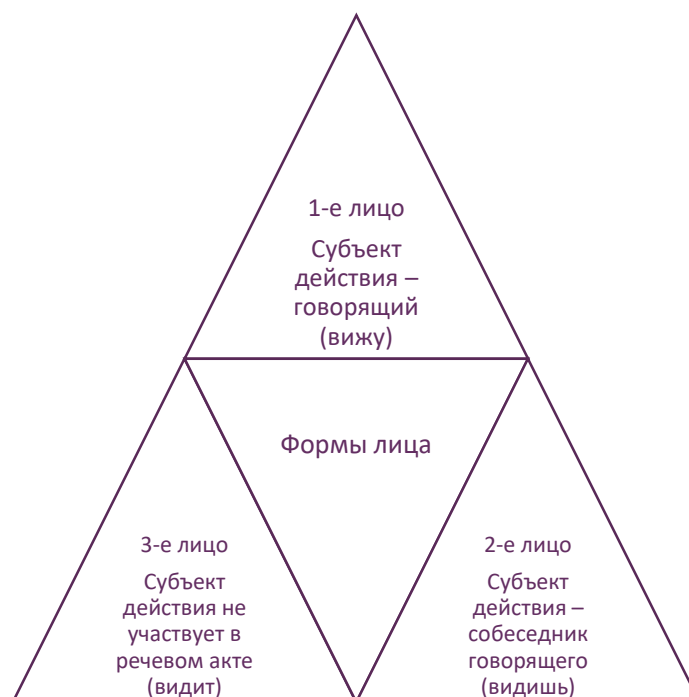 1-е лицо
Субъект
действия –
говорящий
(вижу)
Формы лица
3-е лицо
Субъект
действия не
участвует в
речевом акте
(видит)
2-е лицо
Субъект
действия –
собеседник
говорящего
(видишь)